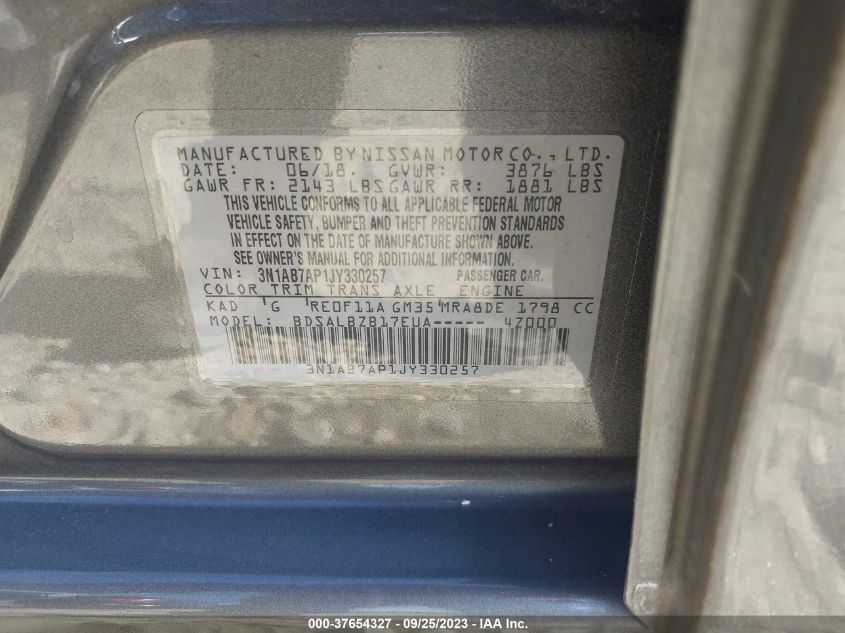 MANUFACTURED BY NISSAN MOTOR CO., LTD.
DATE: 06/18. GVWR: 3876 LBS
GAWR FR: 2143 LBS GAWR RR: 1881 LBS
THIS VEHICLE CONFORMS TO ALL APPLICABLE FEDERAL MOTOR
VEHICLE SAFETY, BUMPER AND THEFT PREVENTION STANDARDS
IN EFFECT ON THE DATE OF MANUFACTURE SHOWN ABOVE.
SEE OWNER'S MANUAL FOR ADDITIONAL INFORMATION.
VIN: 3N1AB7AP1JY330257 PASSENGER CAR.
COLOR TRIM TRANS AXLE ENGINE
KAD G RE0F11A GM35 MRA8DE 1798 CC
MODEL: BDSALBZB17EUA----- 4Z000
3N1AB7AP1JY330257
000-37654327 - 09/25/2023 - IAA Inc.